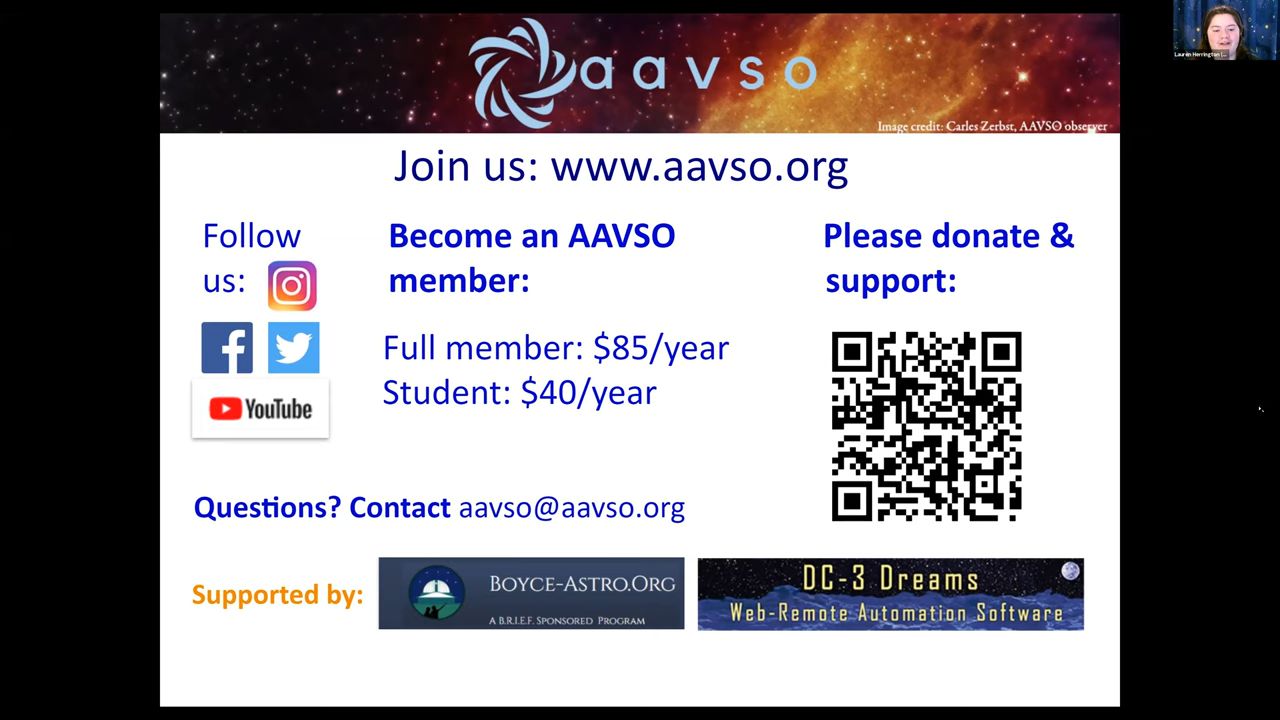 aavso
Image credit: Carles Zerbst, AAVSO observer
Lauren Herrington (...
Join us: www.aavso.org
Follow
us:
YouTube
Become an AAVSO
member:
Full member: $85/year
Student: $40/year
Please donate &
support:
Questions? Contact aavso@aavso.org
Supported by:
BOYCE-ASTRO.ORG
A B.R.I.E.F. SPONSORED PROGRAM
DC-3 Dreams
Web-Remote Automation Software